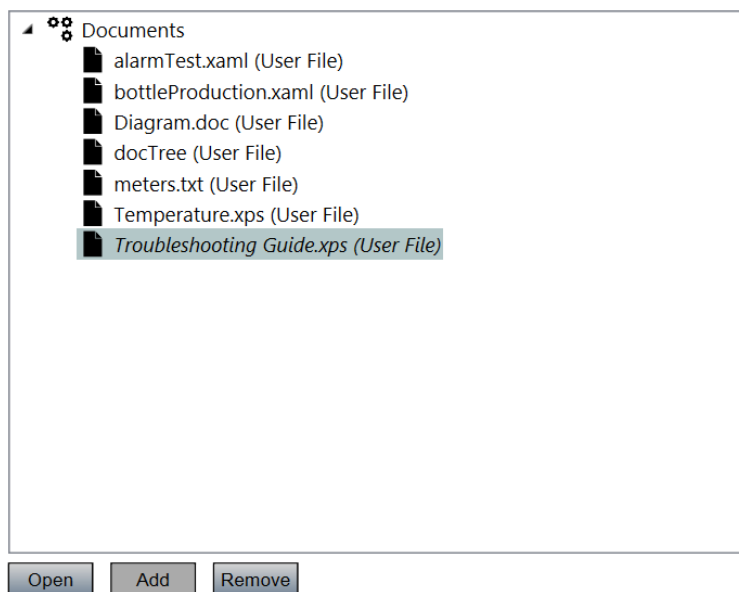 Documents
alarmTest.xaml (User File)
bottleProduction.xaml (User File)
Diagram.doc (User File)
docTree (User File)
meters.txt (User File)
Temperature.xps (User File)
Troubleshooting Guide.xps (User File)
Open Add Remove